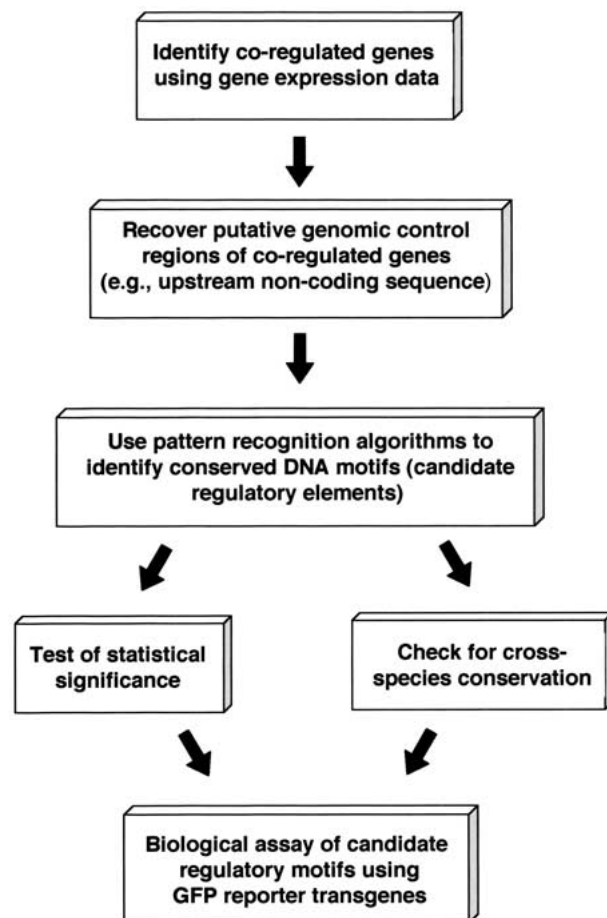 Identify co-regulated genes
using gene expression data
Recover putative genomic control
regions of co-regulated genes
(e.g., upstream non-coding sequence)
Use pattern recognition algorithms to
identify conserved DNA motifs (candidate
regulatory elements)
Test of statistical
significance
Check for cross-
species conservation
Biological assay of candidate
regulatory motifs using
GFP reporter transgenes